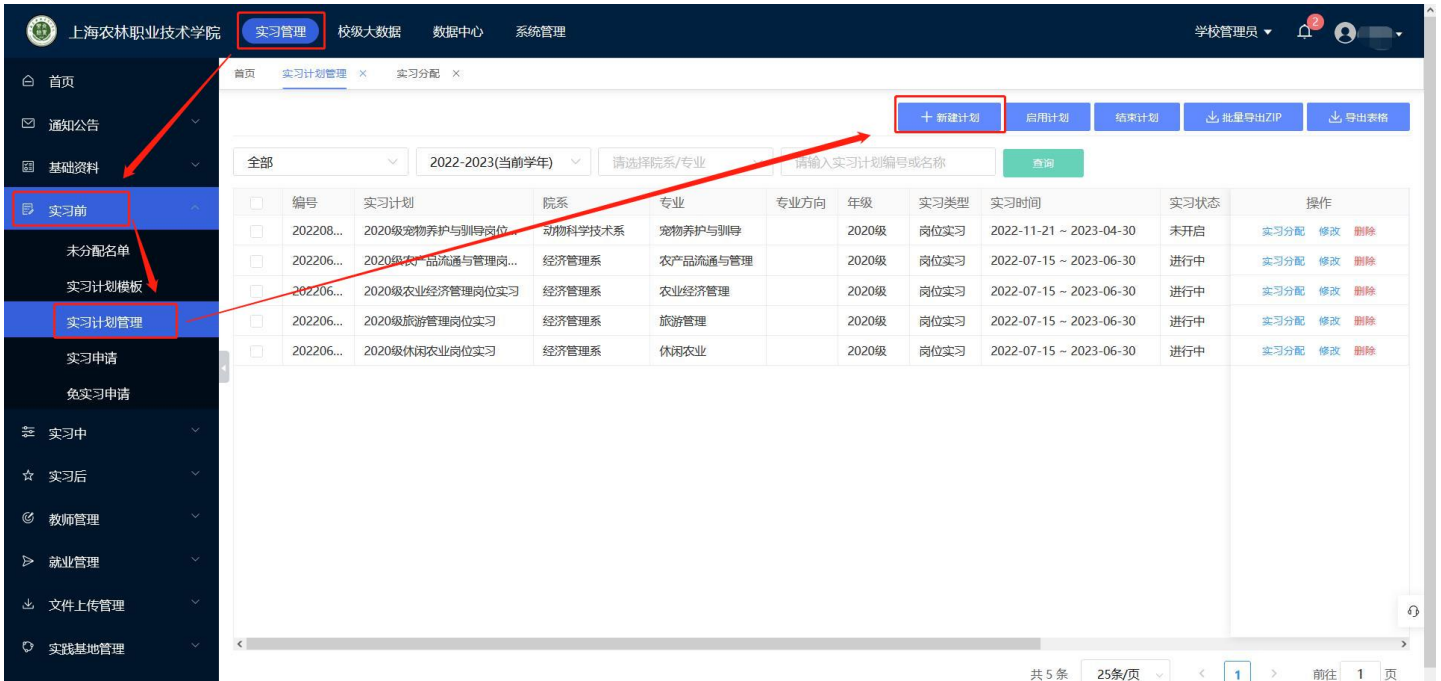 上海农林职业技术学院 实习管理 校级大数据 数据中心 系统管理 学校管理员 2
首页
通知公告
基础资料
实习前
未分配名单
实习计划模板
实习计划管理
实习申请
免实习申请
实习中
实习后
教师管理
就业管理
文件上传管理
实践基地管理
首页 实习计划管理 × 实习分配 ×
+ 新建计划 启用计划 结束计划 批量导出ZIP 导出表格
全部 2022-2023(当前学年) 请选择院系/专业 请输入实习计划编号或名称 查询
编号 实习计划 院系 专业 专业方向 年级 实习类型 实习时间 实习状态 操作
202208... 2020级宠物养护与驯导岗位... 动物科学技术系 宠物养护与驯导 2020级 岗位实习 2022-11-21 ~ 2023-04-30 未开启 实习分配 修改 删除
202206... 2020级农产品流通与管理岗... 经济管理系 农产品流通与管理 2020级 岗位实习 2022-07-15 ~ 2023-06-30 进行中 实习分配 修改 删除
202206... 2020级农业经济管理岗位实习 经济管理系 农业经济管理 2020级 岗位实习 2022-07-15 ~ 2023-06-30 进行中 实习分配 修改 删除
202206... 2020级旅游管理岗位实习 经济管理系 旅游管理 2020级 岗位实习 2022-07-15 ~ 2023-06-30 进行中 实习分配 修改 删除
202206... 2020级休闲农业岗位实习 经济管理系 休闲农业 2020级 岗位实习 2022-07-15 ~ 2023-06-30 进行中 实习分配 修改 删除
共 5 条 25条/页 < 1 > 前往 1 页